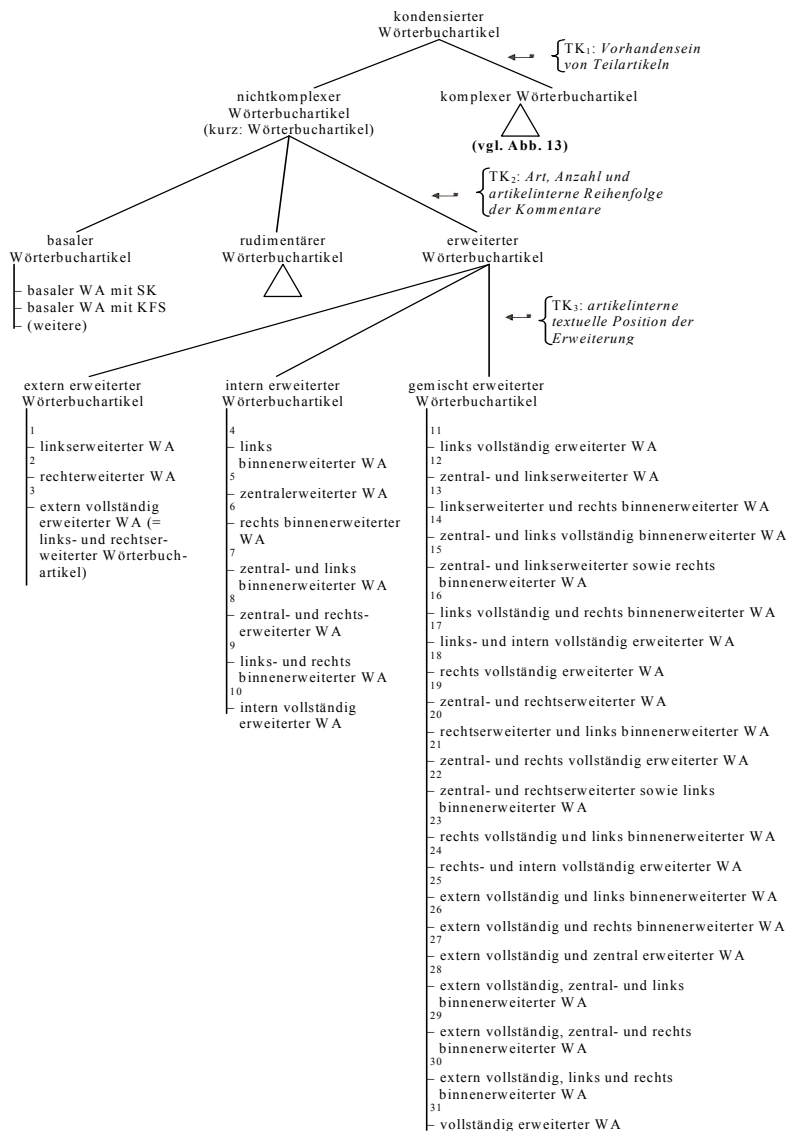 kondensierter
Wörterbuchartikel
TK₁: Vorhandensein
von Teilartikeln
nichtkomplexer
Wörterbuchartikel
(kurz: Wörterbuchartikel)
komplexer Wörterbuchartikel
(vgl. Abb. 13)
TK₂: Art, Anzahl und
artikelinterne Reihenfolge
der Kommentare
basaler
Wörterbuchartikel
– basaler WA mit SK
– basaler WA mit KFS
– (weitere)
rudimentärer
Wörterbuchartikel
erweiterter
Wörterbuchartikel
TK₃: artikelinterne
textuelle Position der
Erweiterung
extern erweiterter
Wörterbuchartikel
1
– linkserweiterter WA
2
– rechterweiterter WA
3
– extern vollständig
erweiterter WA (=
links- und rechtser-
weiterter Wörterbuch-
artikel)
intern erweiterter
Wörterbuchartikel
4
– links
binnenerweiterter WA
5
– zentralerweiterter WA
6
– rechts binnenerweiterter
WA
7
– zentral- und links
binnenerweiterter WA
8
– zentral- und rechts-
erweiterter WA
9
– links- und rechts
binnenerweiterter WA
10
– intern vollständig
erweiterter WA
gemischt erweiterter
Wörterbuchartikel
11
– links vollständig erweiterter WA
12
– zentral- und linkserweiterter WA
13
– linkserweiterter und rechts binnenerweiterter WA
14
– zentral- und links vollständig binnenerweiterter WA
15
– zentral- und linkserweiterter sowie rechts
binnenerweiterter WA
16
– links vollständig und rechts binnenerweiterter WA
17
– links- und intern vollständig erweiterter WA
18
– rechts vollständig erweiterter WA
19
– zentral- und rechtserweiterter WA
20
– rechtserweiterter und links binnenerweiterter WA
21
– zentral- und rechts vollständig erweiterter WA
22
– zentral- und rechtserweiterter sowie links
binnenerweiterter WA
23
– rechts vollständig und links binnenerweiterter WA
24
– rechts- und intern vollständig erweiterter WA
25
– extern vollständig und links binnenerweiterter WA
26
– extern vollständig und rechts binnenerweiterter WA
27
– extern vollständig und zentral erweiterter WA
28
– extern vollständig, zentral- und links
binnenerweiterter WA
29
– extern vollständig, zentral- und rechts
binnenerweiterter WA
30
– extern vollständig, links und rechts
binnenerweiterter WA
31
– vollständig erweiterter WA